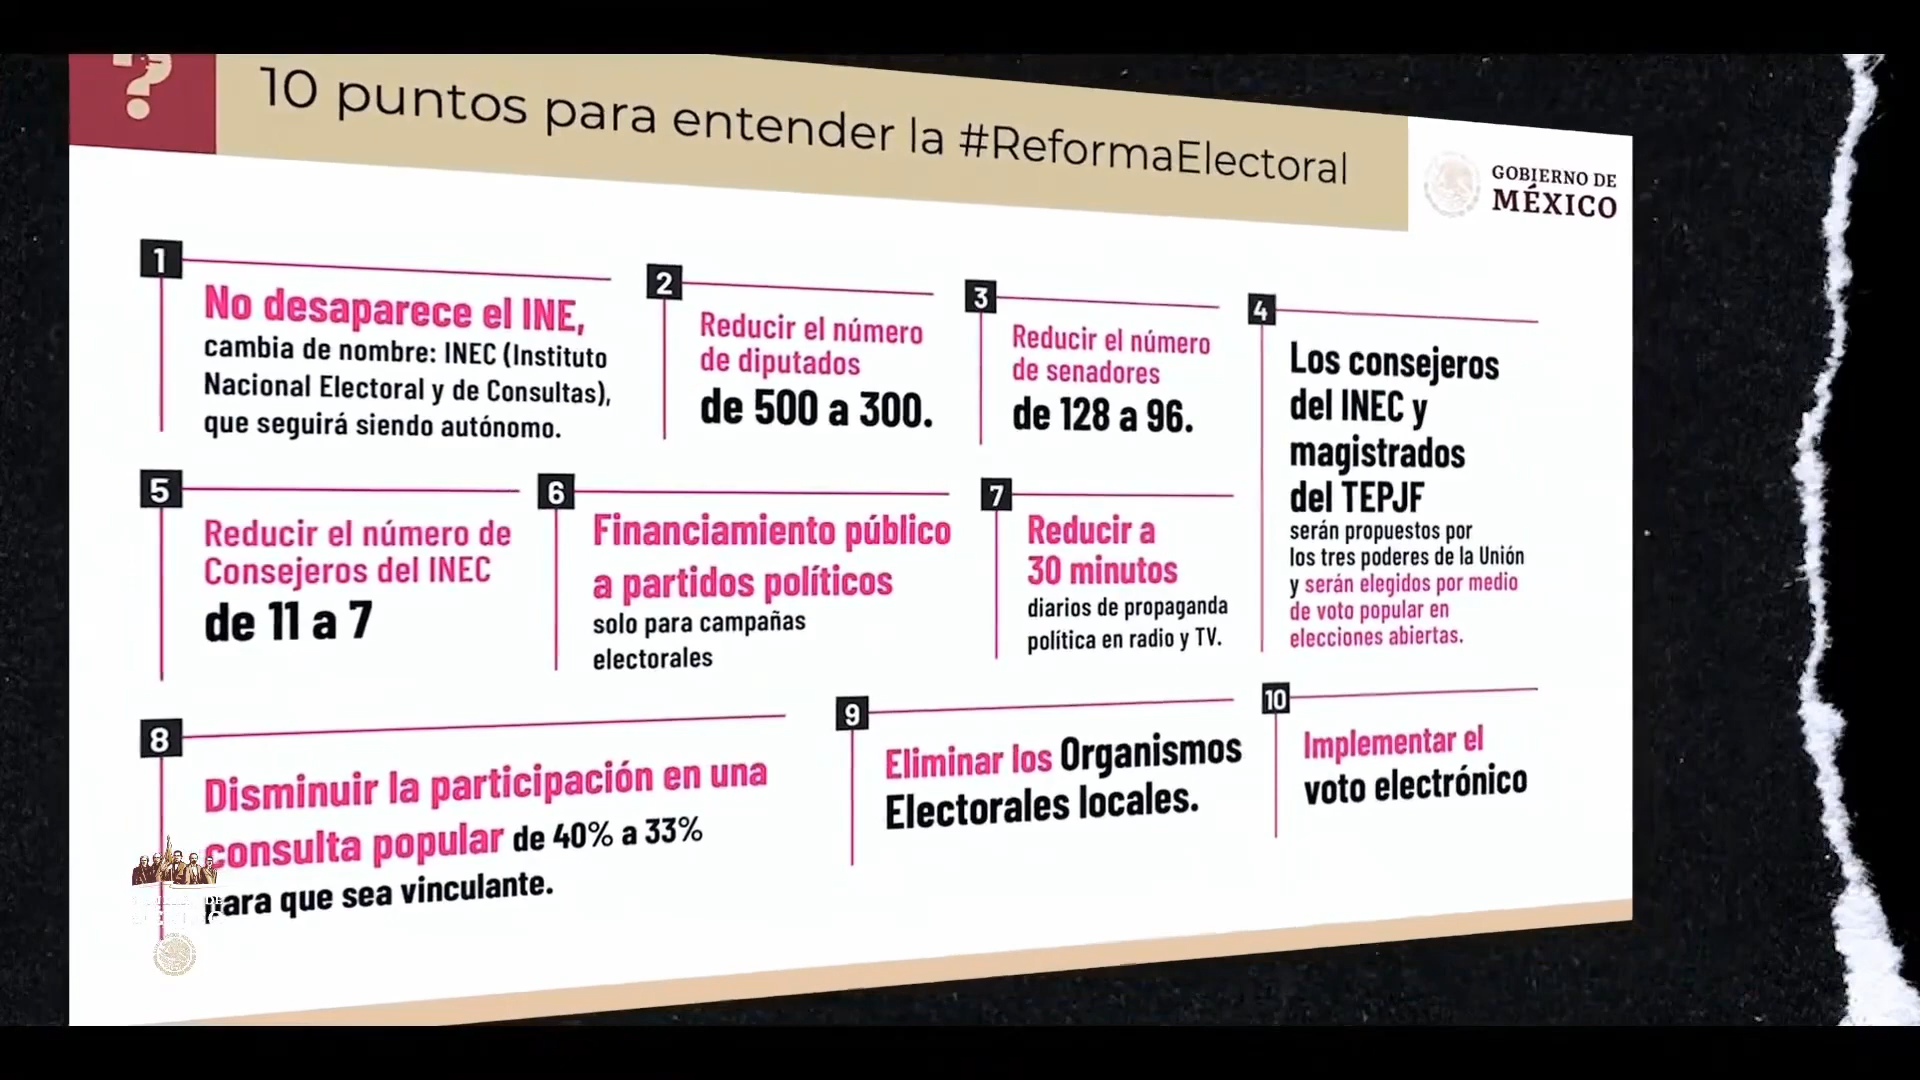 ?
10 puntos para entender la #ReformaElectoral
GOBIERNO DE
MÉXICO
1
No desaparece el INE,
cambia de nombre: INEC (Instituto
Nacional Electoral y de Consultas),
que seguirá siendo autónomo.
2
Reducir el número
de diputados
de 500 a 300.
3
Reducir el número
de senadores
de 128 a 96.
4
Los consejeros
del INEC y
magistrados
del TEPJF
serán propuestos por
los tres poderes de la Unión
y serán elegidos por medio
de voto popular en
elecciones abiertas.
5
Reducir el número de
Consejeros del INEC
de 11 a 7
6
Financiamiento público
a partidos políticos
solo para campañas
electorales
7
Reducir a
30 minutos
diarios de propaganda
política en radio y TV.
8
Disminuir la participación en una
consulta popular de 40% a 33%
para que sea vinculante.
9
Eliminar los Organismos
Electorales locales.
10
Implementar el
voto electrónico